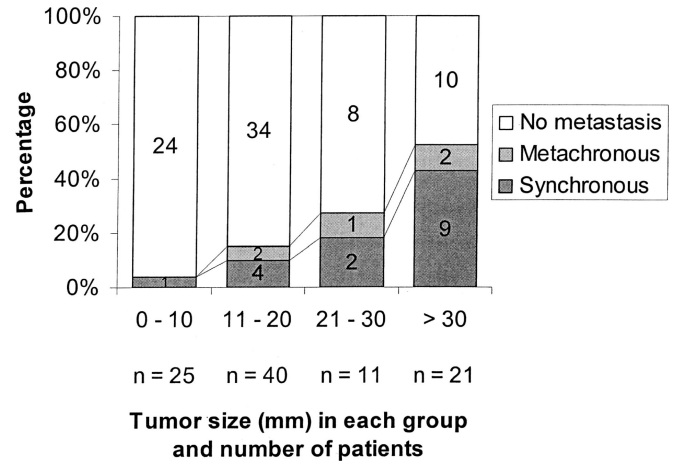 100%
80%
60%
40%
20%
0%
Percentage
24
1
34
2
4
8
1
2
10
2
9
No metastasis
Metachronous
Synchronous
0 - 10 11 - 20 21 - 30 > 30
n = 25 n = 40 n = 11 n = 21
Tumor size (mm) in each group
and number of patients